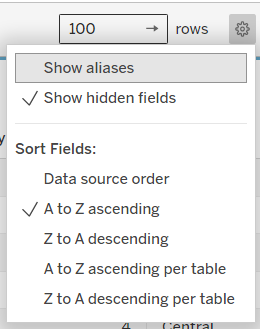 100 → rows
Show aliases
Show hidden fields
y
Sort Fields:
Data source order
A to Z ascending
Z to A descending
A to Z ascending per table
Z to A descending per table
4 Central